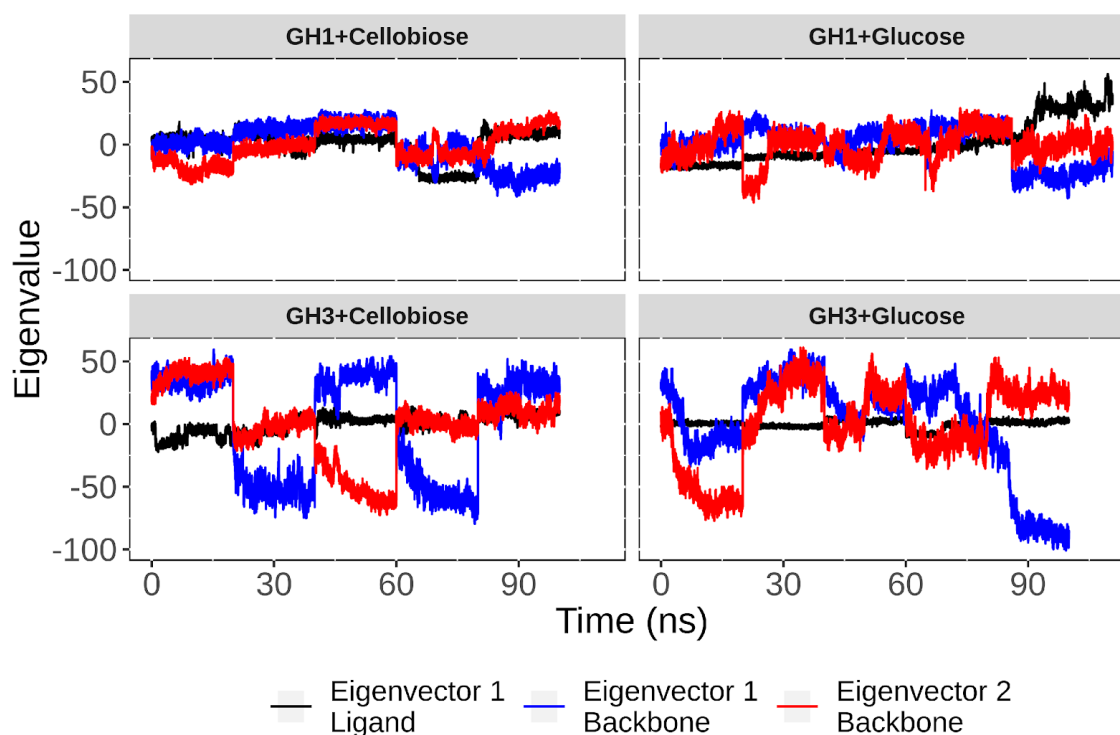 GH1+Cellobiose
GH1+Glucose
50
0
-50
-100
GH3+Cellobiose
GH3+Glucose
50
0
-50
-100
Eigenvalue
0 30 60 90
0 30 60 90
Time (ns)
Eigenvector 1 Ligand
Eigenvector 1 Backbone
Eigenvector 2 Backbone